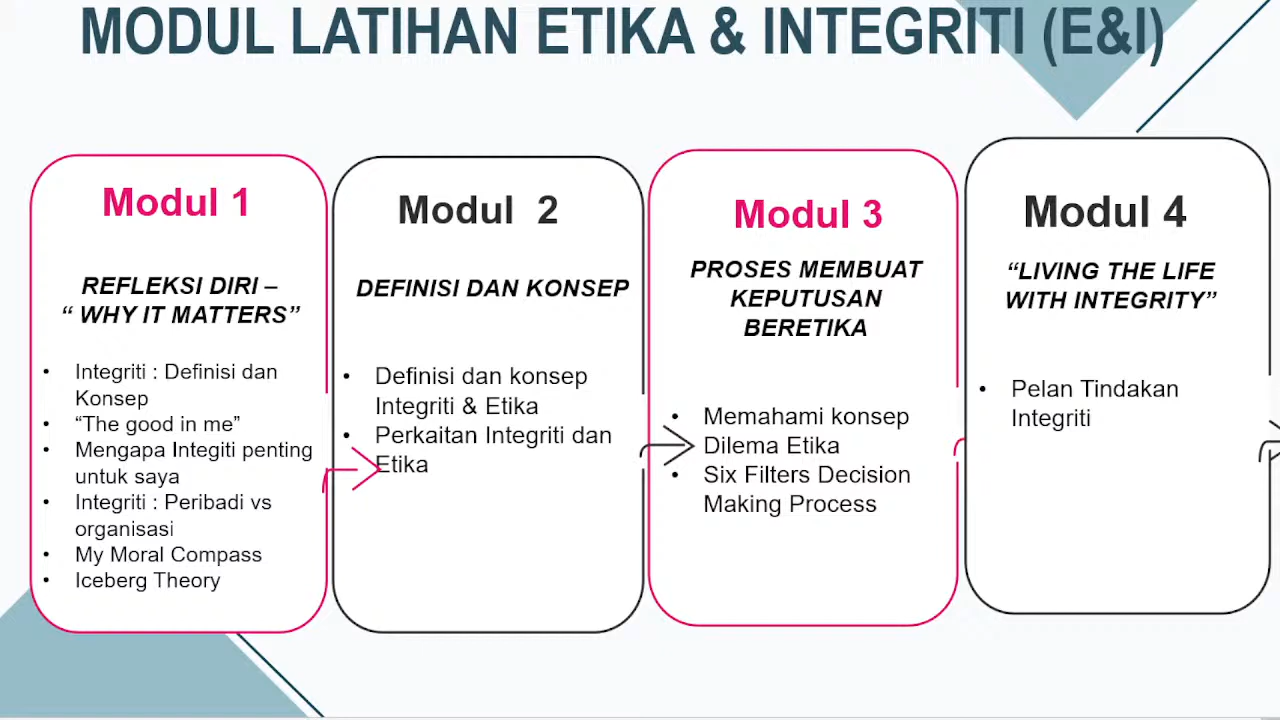 MODUL LATIHAN ETIKA & INTEGRITI (E&I)
Modul 1
REFLEKSI DIRI –
“ WHY IT MATTERS”
• Integriti : Definisi dan
Konsep
• “The good in me”
• Mengapa Integiti penting
untuk saya
• Integriti : Peribadi vs
organisasi
• My Moral Compass
• Iceberg Theory
Modul 2
DEFINISI DAN KONSEP
• Definisi dan konsep
Integriti & Etika
• Perkaitan Integriti dan
Etika
Modul 3
PROSES MEMBUAT
KEPUTUSAN
BERETIKA
• Memahami konsep
Dilema Etika
• Six Filters Decision
Making Process
Modul 4
“LIVING THE LIFE
WITH INTEGRITY”
• Pelan Tindakan
Integriti